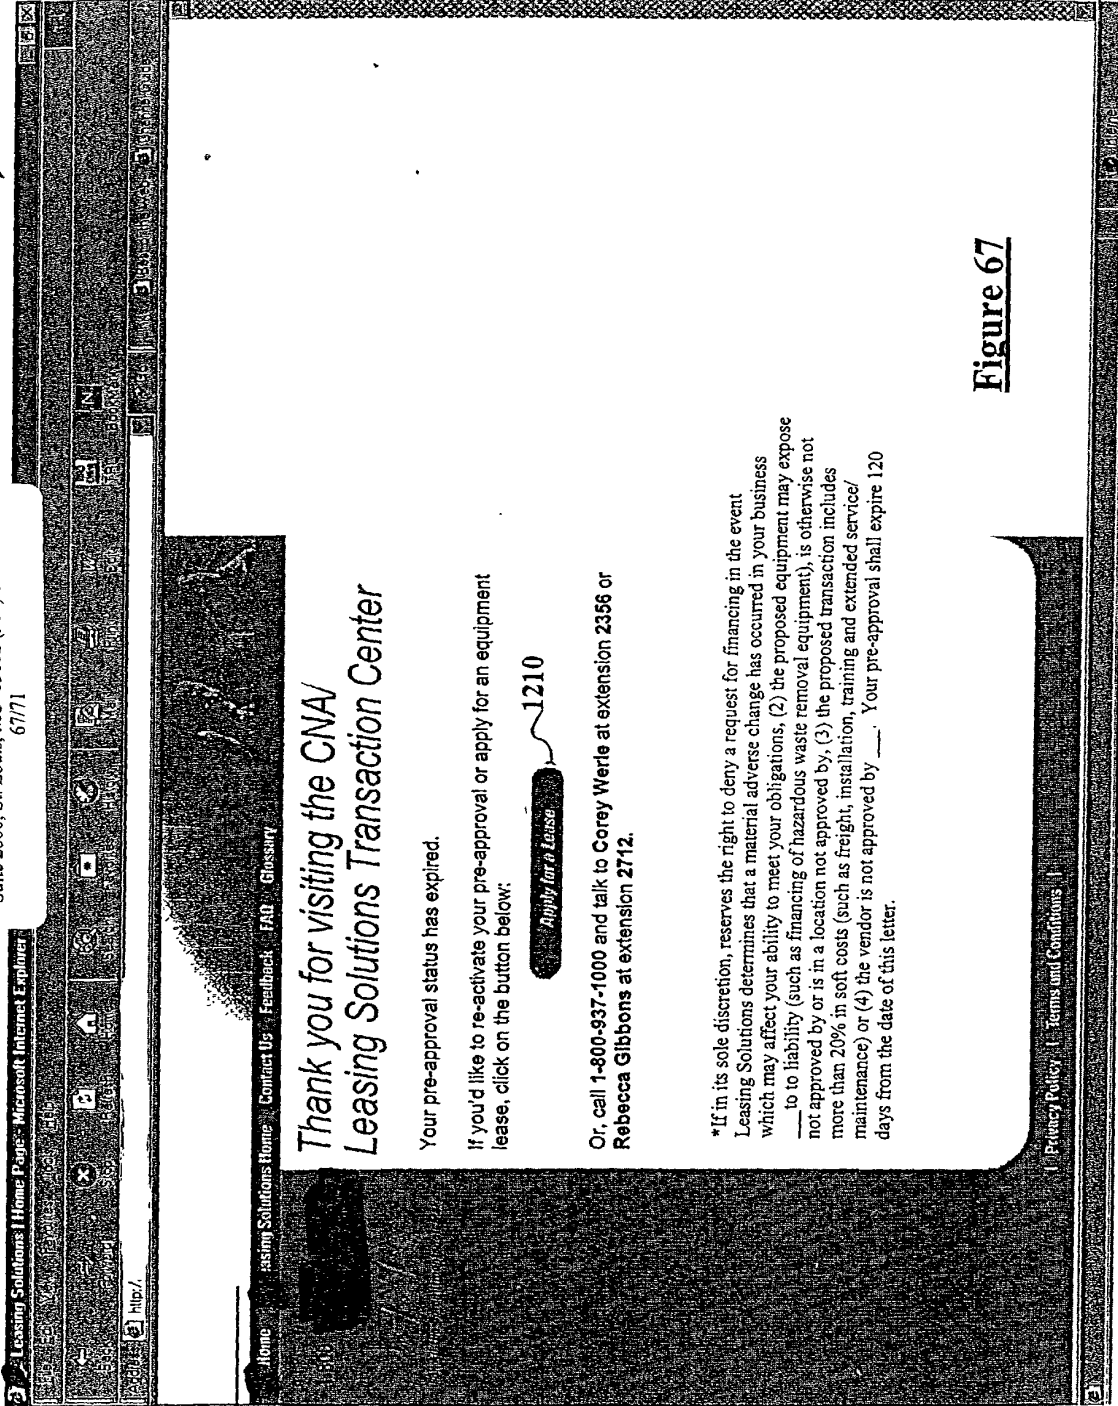 67/71
Leasing Solutions | Home Page - Microsoft Internet Explorer
http:/.
Home Leasing Solutions Home Contact Us Feedback FAQ Glossary
Thank you for visiting the CNA/
Leasing Solutions Transaction Center
Your pre-approval status has expired.
If you'd like to re-activate your pre-approval or apply for an equipment
lease, click on the button below:
Apply for a Lease
1210
Or, call 1-800-937-1000 and talk to Corey Werle at extension 2356 or
Rebecca Gibbons at extension 2712.
*If in its sole discretion, reserves the right to deny a request for financing in the event
Leasing Solutions determines that a material adverse change has occurred in your business
which may affect your ability to meet your obligations, (2) the proposed equipment may expose
___ to to liability (such as financing of hazardous waste removal equipment), is otherwise not
not approved by or is in a location not approved by, (3) the proposed transaction includes
more than 20% in soft costs (such as freight, installation, training and extended service/
maintenance) or (4) the vendor is not approved by ___. Your pre-approval shall expire 120
days from the date of this letter.
| Privacy Policy | Terms and Conditions |
Figure 67